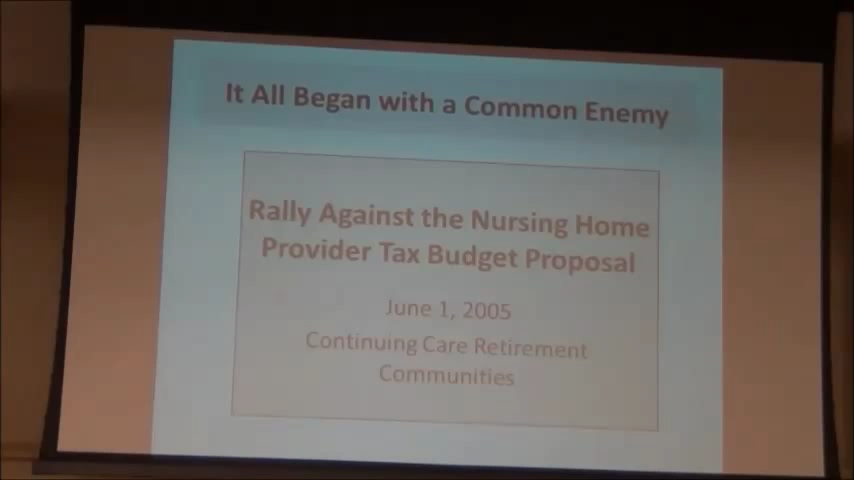 It All Began with a Common Enemy
Rally Against the Nursing Home
Provider Tax Budget Proposal
June 1, 2005
Continuing Care Retirement
Communities